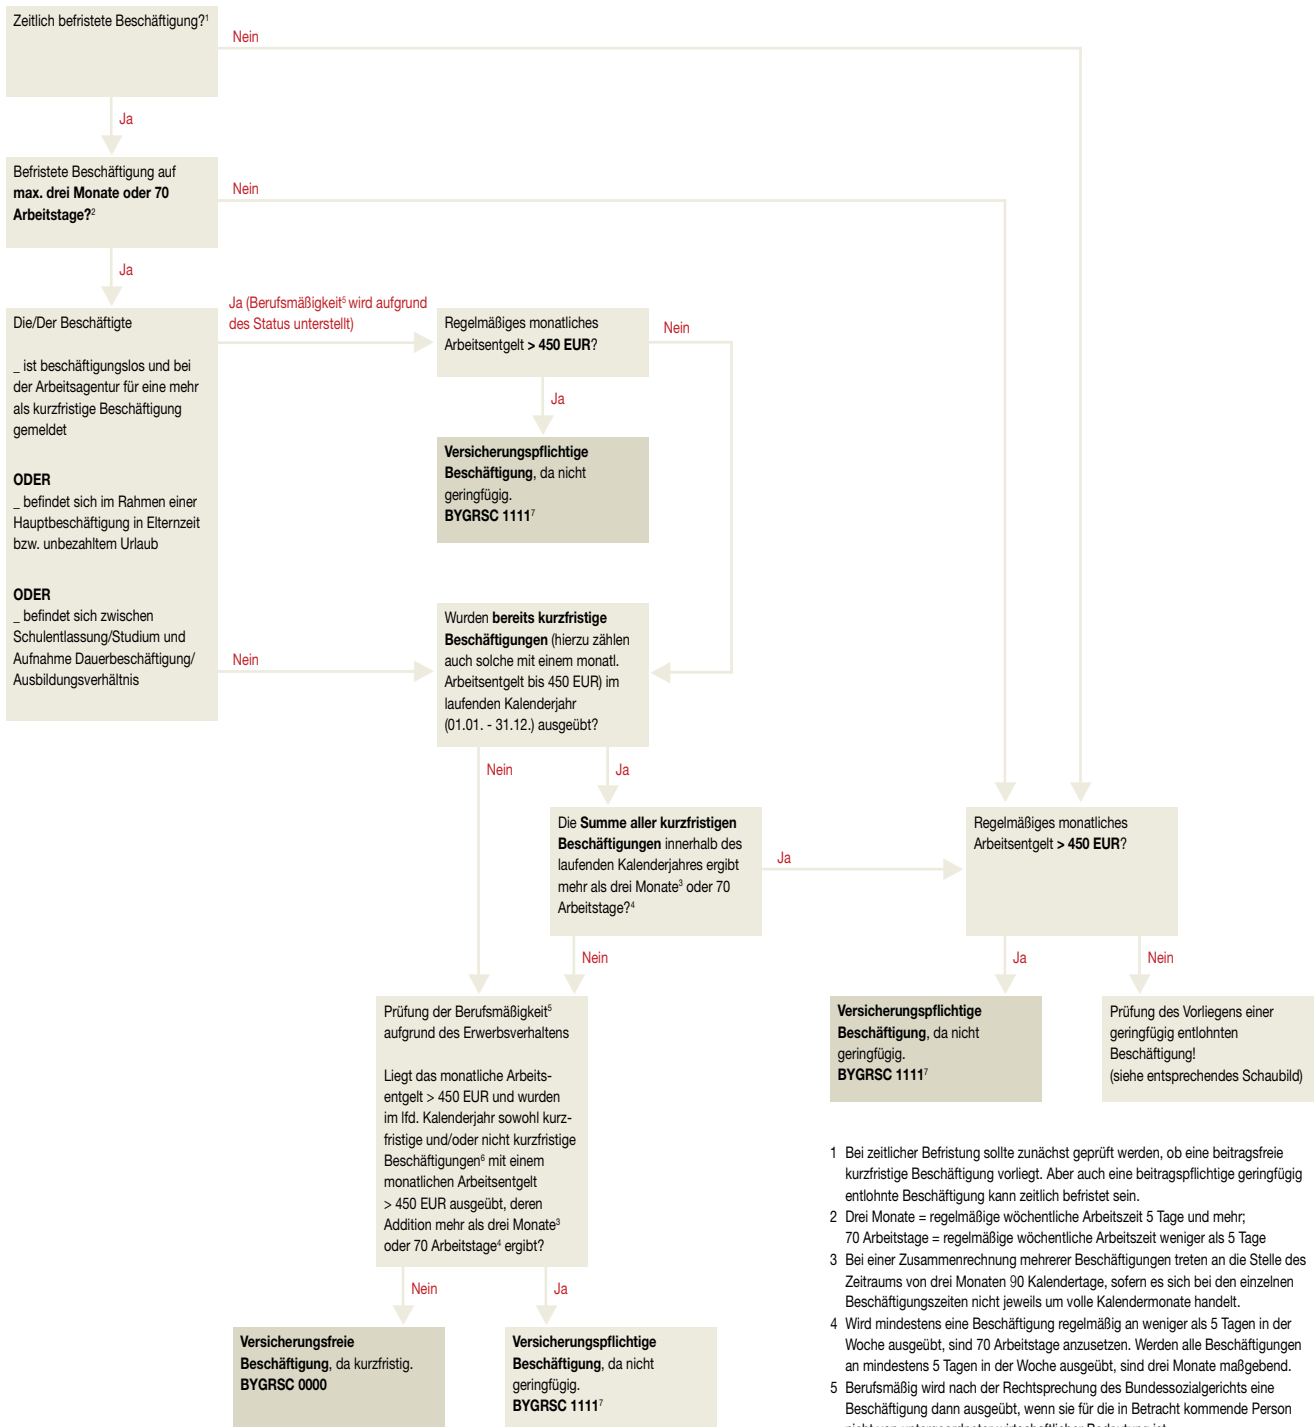 Zeitlich befristete Beschäftigung?¹
Nein
Ja
Befristete Beschäftigung auf
max. drei Monate oder 70
Arbeitstage?²
Nein
Ja
Die/Der Beschäftigte
_ ist beschäftigungslos und bei
der Arbeitsagentur für eine mehr
als kurzfristige Beschäftigung
gemeldet
ODER
_ befindet sich im Rahmen einer
Hauptbeschäftigung in Elternzeit
bzw. unbezahltem Urlaub
ODER
_ befindet sich zwischen
Schulentlassung/Studium und
Aufnahme Dauerbeschäftigung/
Ausbildungsverhältnis
Ja (Berufsmäßigkeit⁵ wird aufgrund
des Status unterstellt)
Nein
Regelmäßiges monatliches
Arbeitsentgelt > 450 EUR?
Nein
Ja
Versicherungspflichtige
Beschäftigung, da nicht
geringfügig.
BYGRSC 1111⁷
Wurden bereits kurzfristige
Beschäftigungen (hierzu zählen
auch solche mit einem monatl.
Arbeitsentgelt bis 450 EUR) im
laufenden Kalenderjahr
(01.01. - 31.12.) ausgeübt?
Nein
Ja
Die Summe aller kurzfristigen
Beschäftigungen innerhalb des
laufenden Kalenderjahres ergibt
mehr als drei Monate³ oder 70
Arbeitstage?⁴
Ja
Nein
Regelmäßiges monatliches
Arbeitsentgelt > 450 EUR?
Ja
Nein
Prüfung der Berufsmäßigkeit⁵
aufgrund des Erwerbsverhaltens
Liegt das monatliche Arbeits-
entgelt > 450 EUR und wurden
im lfd. Kalenderjahr sowohl kurz-
fristige und/oder nicht kurzfristige
Beschäftigungen⁶ mit einem
monatlichen Arbeitsentgelt
> 450 EUR ausgeübt, deren
Addition mehr als drei Monate³
oder 70 Arbeitstage⁴ ergibt?
Nein
Ja
Versicherungsfreie
Beschäftigung, da kurzfristig.
BYGRSC 0000
Versicherungspflichtige
Beschäftigung, da nicht
geringfügig.
BYGRSC 1111⁷
Versicherungspflichtige
Beschäftigung, da nicht
geringfügig.
BYGRSC 1111⁷
Prüfung des Vorliegens einer
geringfügig entlohnten
Beschäftigung!
(siehe entsprechendes Schaubild)
1 Bei zeitlicher Befristung sollte zunächst geprüft werden, ob eine beitragsfreie
kurzfristige Beschäftigung vorliegt. Aber auch eine beitragspflichtige geringfügig
entlohnte Beschäftigung kann zeitlich befristet sein.
2 Drei Monate = regelmäßige wöchentliche Arbeitszeit 5 Tage und mehr;
70 Arbeitstage = regelmäßige wöchentliche Arbeitszeit weniger als 5 Tage
3 Bei einer Zusammenrechnung mehrerer Beschäftigungen treten an die Stelle des
Zeitraums von drei Monaten 90 Kalendertage, sofern es sich bei den einzelnen
Beschäftigungszeiten nicht jeweils um volle Kalendermonate handelt.
4 Wird mindestens eine Beschäftigung regelmäßig an weniger als 5 Tagen in der
Woche ausgeübt, sind 70 Arbeitstage anzusetzen. Werden alle Beschäftigungen
an mindestens 5 Tagen in der Woche ausgeübt, sind drei Monate maßgebend.
5 Berufsmäßig wird nach der Rechtsprechung des Bundessozialgerichts eine
Beschäftigung dann ausgeübt, wenn sie für die in Betracht kommende Person